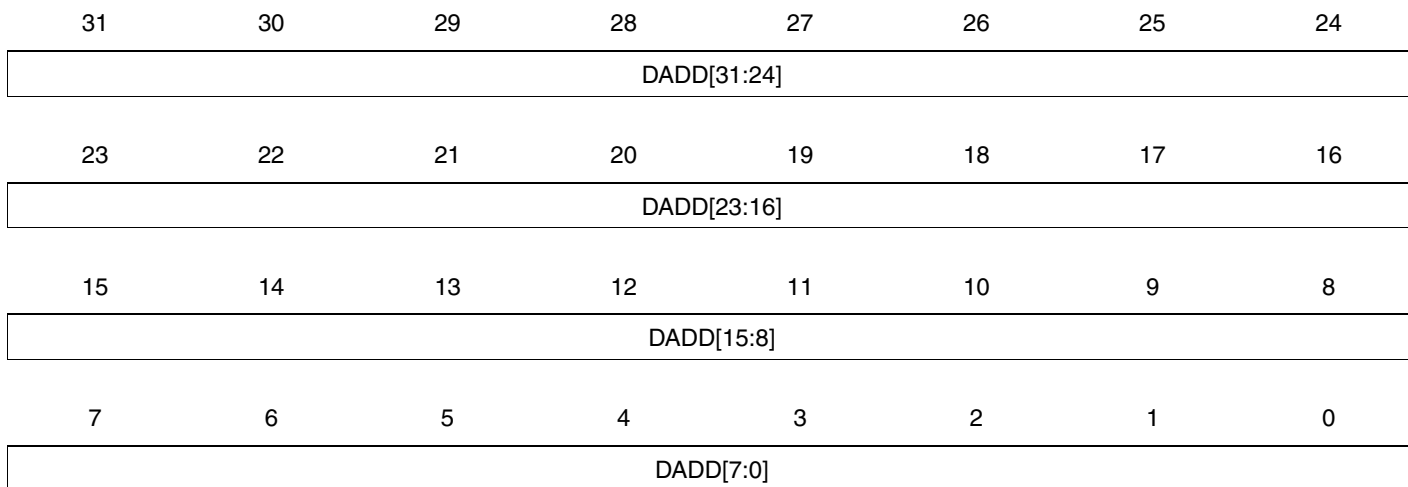 31 30 29 28 27 26 25 24
DADD[31:24]
23 22 21 20 19 18 17 16
DADD[23:16]
15 14 13 12 11 10 9 8
DADD[15:8]
7 6 5 4 3 2 1 0
DADD[7:0]